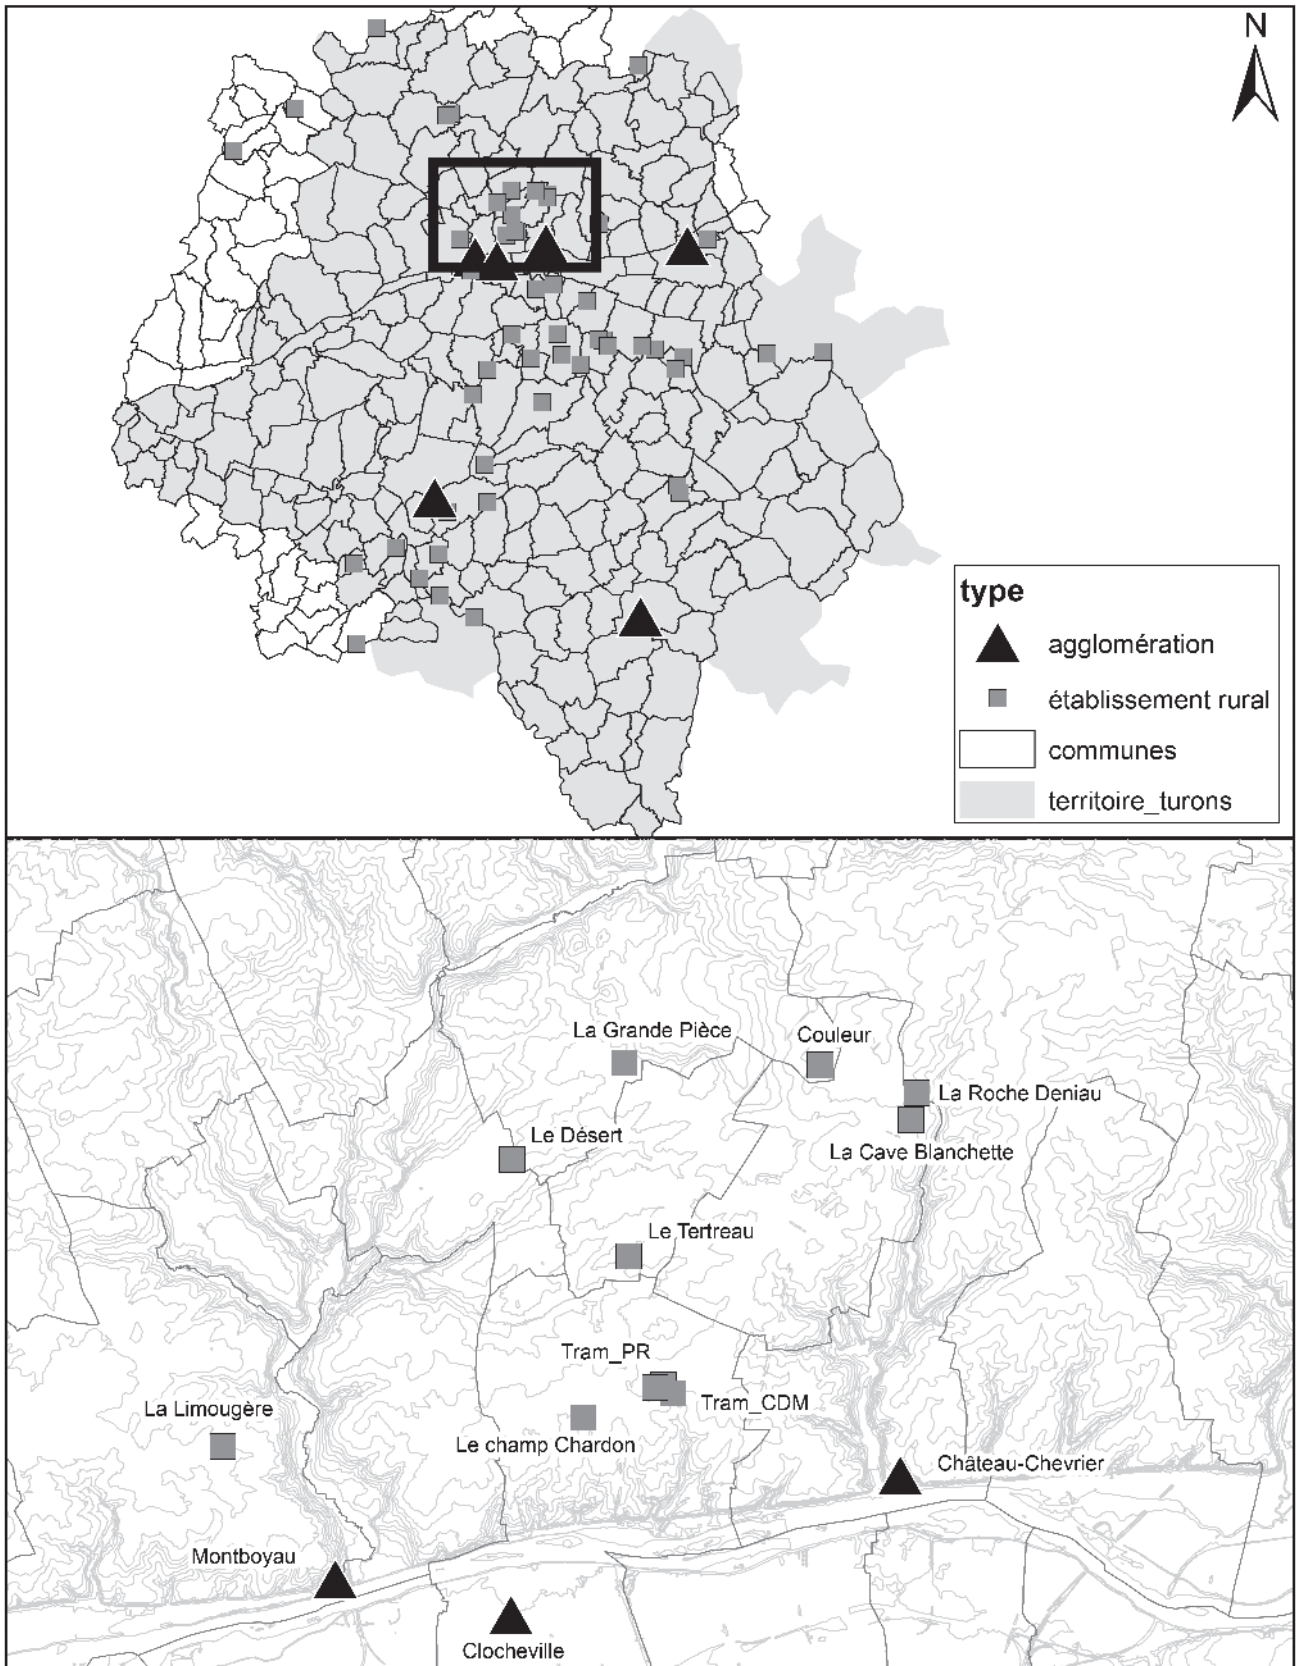 N
type
agglomération
établissement rural
communes
territoire_turons
La Grande Pièce
Couleur
La Roche Deniau
Le Désert
La Cave Blanchette
Le Tertreau
Tram_PR
Tram_CDM
La Limougère
Le champ Chardon
Château-Chevrier
Montboyau
Clocheville